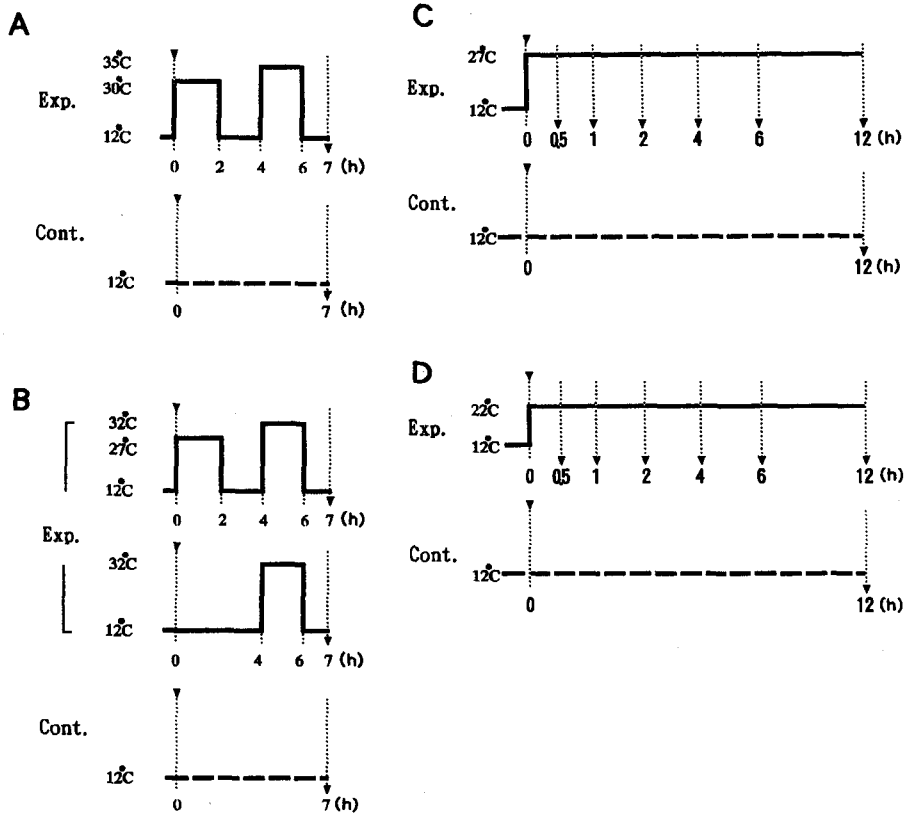 A
35°C
30°C
Exp.
12°C
0 2 4 6 7 (h)
Cont.
12°C
0 7 (h)
B
32°C
27°C
12°C
0 2 4 6 7 (h)
Exp.
32°C
12°C
0 4 6 7 (h)
Cont.
12°C
0 7 (h)
C
27°C
Exp.
12°C
0 0,5 1 2 4 6 12 (h)
Cont.
12°C
0 12 (h)
D
22°C
Exp.
12°C
0 0,5 1 2 4 6 12 (h)
Cont.
12°C
0 12 (h)